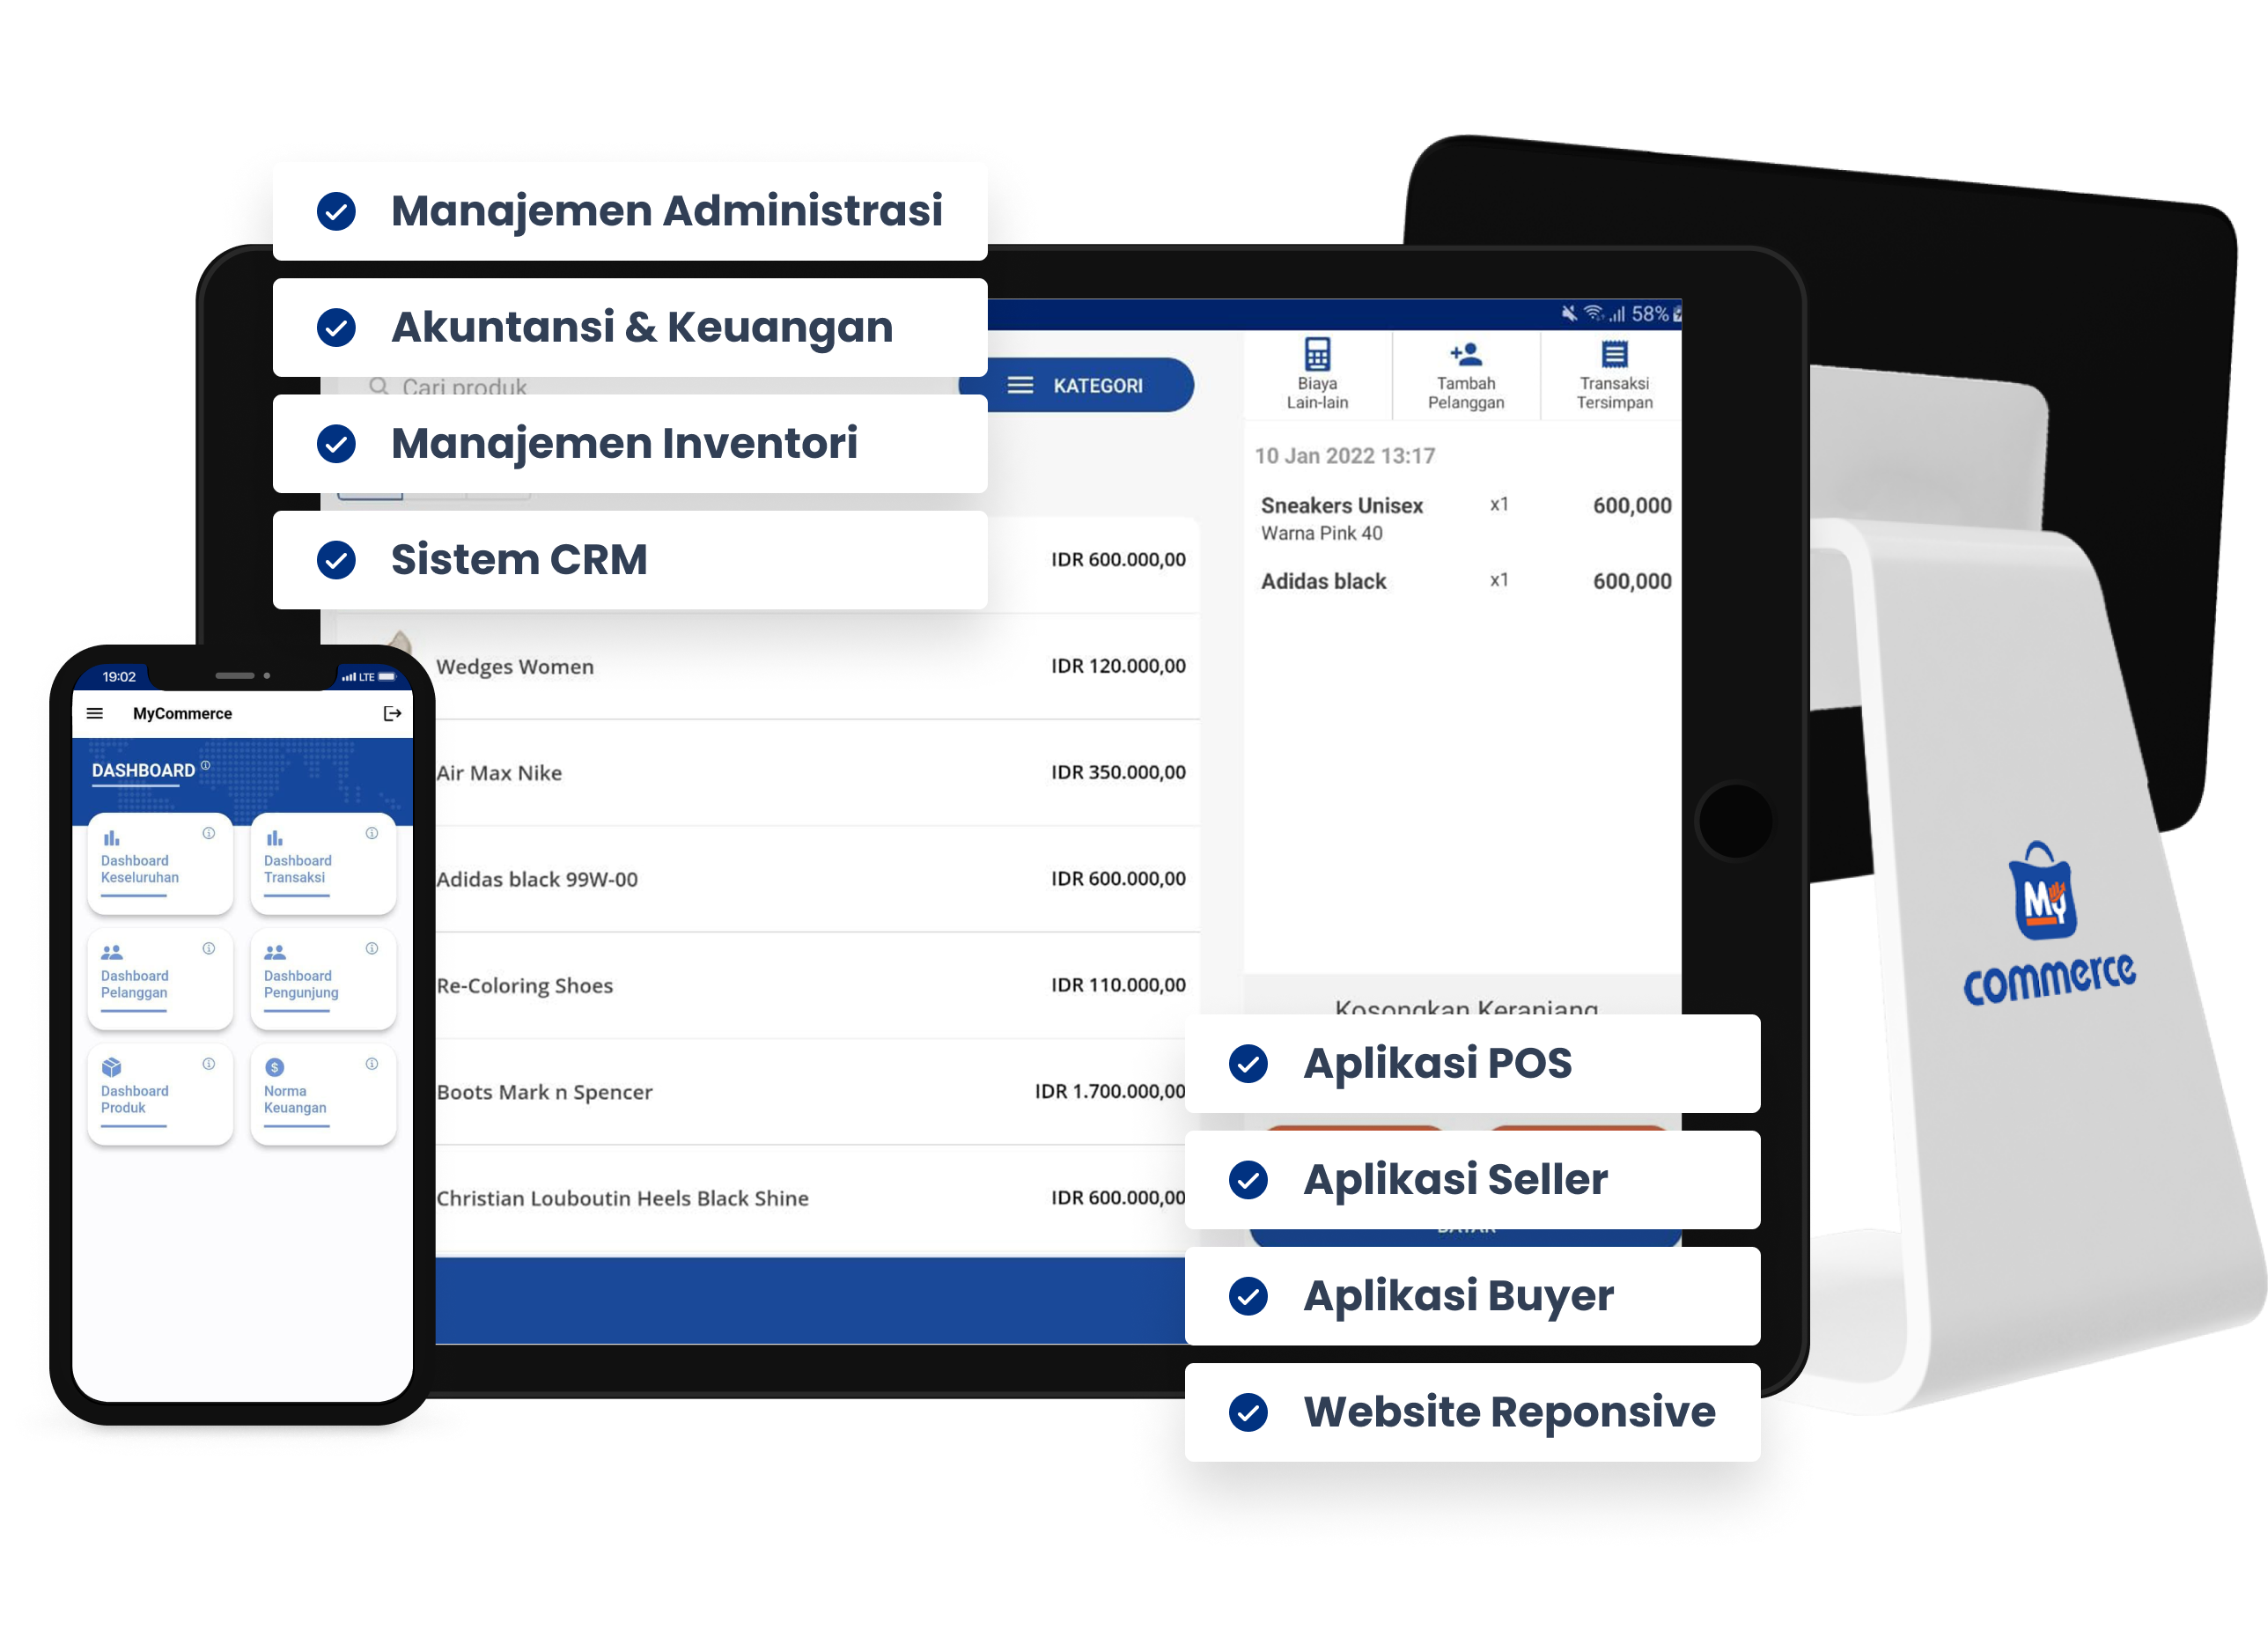 Manajemen Administrasi
Akuntansi & Keuangan
Manajemen Inventori
Sistem CRM
Cari produk
KATEGORI
58%
Biaya
Lain-lain
Tambah
Pelanggan
Transaksi
Tersimpan
10 Jan 2022 13:17
Sneakers Unisex x1 600,000
Warna Pink 40
Adidas black x1 600,000
IDR 600.000,00
Wedges Women IDR 120.000,00
Air Max Nike IDR 350.000,00
Adidas black 99W-00 IDR 600.000,00
Re-Coloring Shoes IDR 110.000,00
Boots Mark n Spencer IDR 1.700.000,00
Christian Louboutin Heels Black Shine IDR 600.000,00
Kosongkan Keranjang
Aplikasi POS
Aplikasi Seller
BAYAR
Aplikasi Buyer
Website Reponsive
19:02 LTE
MyCommerce
DASHBOARD
Dashboard
Keseluruhan
Dashboard
Transaksi
Dashboard
Pelanggan
Dashboard
Pengunjung
Dashboard
Produk
Norma
Keuangan
My
commerce